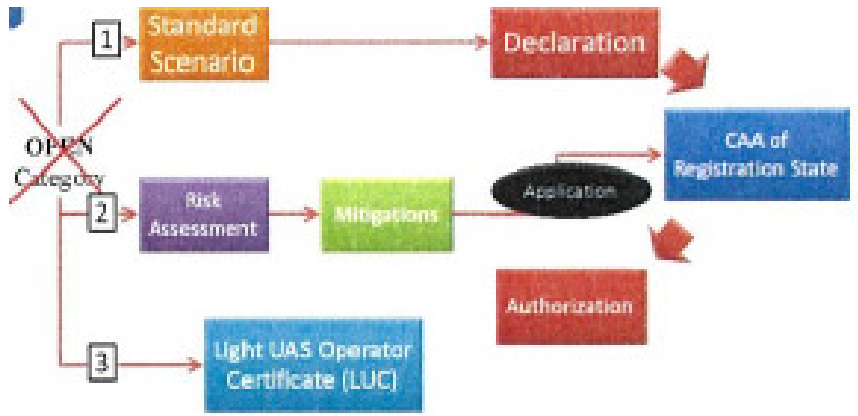 1
Standard
Scenario
Declaration
OPEN
Category
CAA of
Registration State
2
Risk
Assessment
Mitigations
Application
Authorization
3
Light UAS Operator
Certificate (LUC)